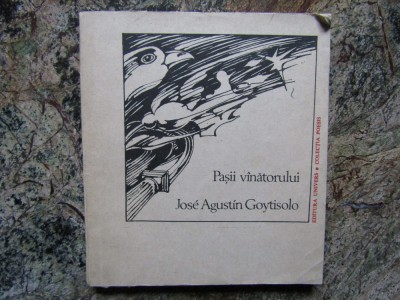 Pașii vînătorului
José Agustín Goytisolo
EDITURA UNIVERS • COLECȚIA POESIS